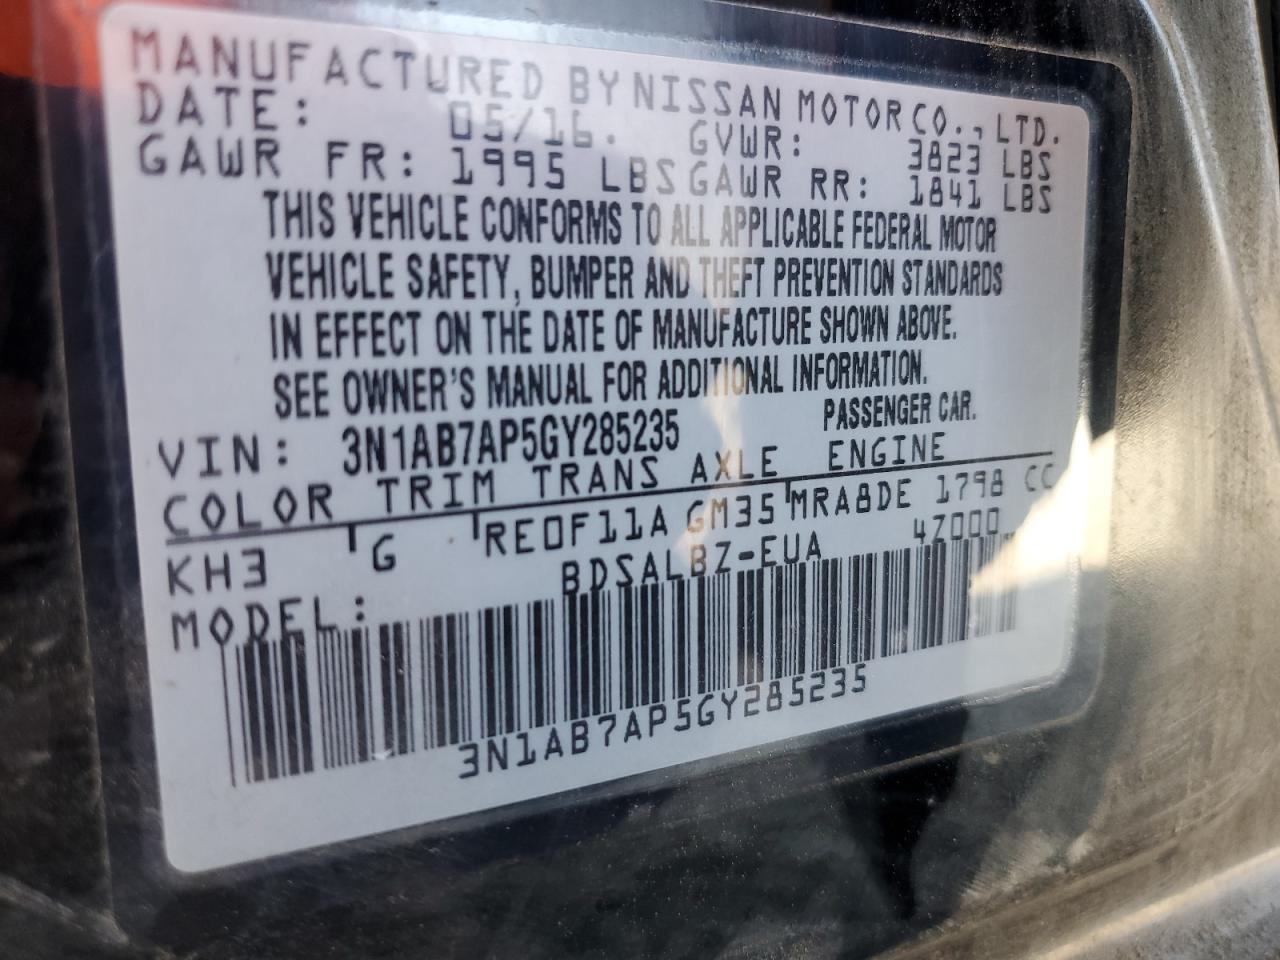 MANUFACTURED BY NISSAN MOTOR CO., LTD.
DATE: 05/16. GVWR: 3823 LBS
GAWR FR: 1995 LBS GAWR RR: 1841 LBS
THIS VEHICLE CONFORMS TO ALL APPLICABLE FEDERAL MOTOR
VEHICLE SAFETY, BUMPER AND THEFT PREVENTION STANDARDS
IN EFFECT ON THE DATE OF MANUFACTURE SHOWN ABOVE.
SEE OWNER'S MANUAL FOR ADDITIONAL INFORMATION.
VIN: 3N1AB7AP5GY285235 PASSENGER CAR.
COLOR TRIM TRANS AXLE ENGINE
KH3 G RE0F11A GM35 MRA8DE 1798 CC
MODEL: BDSALBZ-EUA 4Z000
3N1AB7AP5GY285235